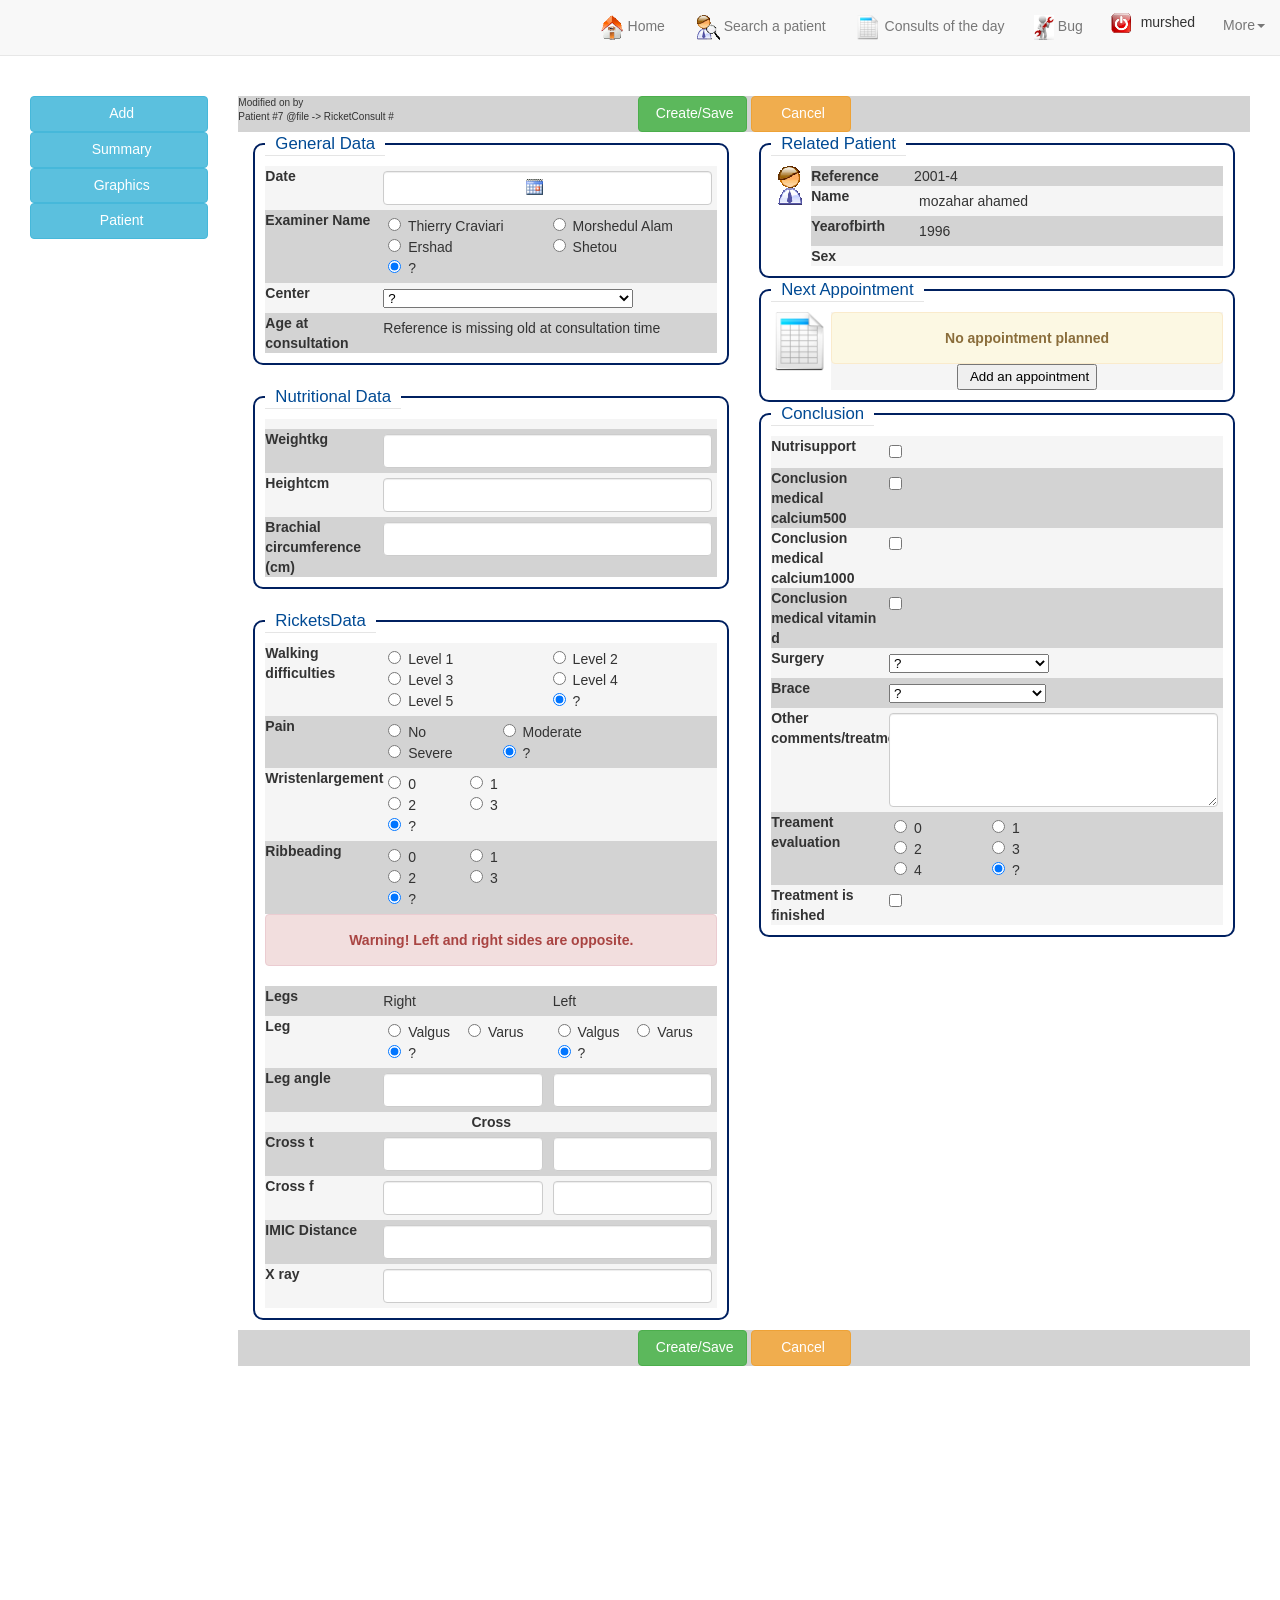 Home Search a patient Consults of the day Bug murshed More
Add
Summary
Graphics
Patient
Modified on by
Patient #7 @file -> RicketConsult #
Create/Save Cancel
General Data
Date
Examiner Name Thierry Craviari Morshedul Alam
Ershad Shetou
?
Center ?
Age at consultation Reference is missing old at consultation time
Nutritional Data
Weightkg
Heightcm
Brachial
circumference
(cm)
RicketsData
Walking difficulties Level 1 Level 2
Level 3 Level 4
Level 5 ?
Pain No Moderate
Severe ?
Wristenlargement 0 1
2 3
?
Ribbeading 0 1
2 3
?
Warning! Left and right sides are opposite.
Legs Right Left
Leg Valgus Varus Valgus Varus
? ?
Leg angle
Cross
Cross t
Cross f
IMIC Distance
X ray
Related Patient
Reference 2001-4
Name mozahar ahamed
Yearofbirth 1996
Sex
Next Appointment
No appointment planned
Add an appointment
Conclusion
Nutrisupport
Conclusion
medical
calcium500
Conclusion
medical
calcium1000
Conclusion
medical vitamin
d
Surgery ?
Brace ?
Other
comments/treatm
Treament evaluation 0 1
2 3
4 ?
Treatment is
finished
Create/Save Cancel